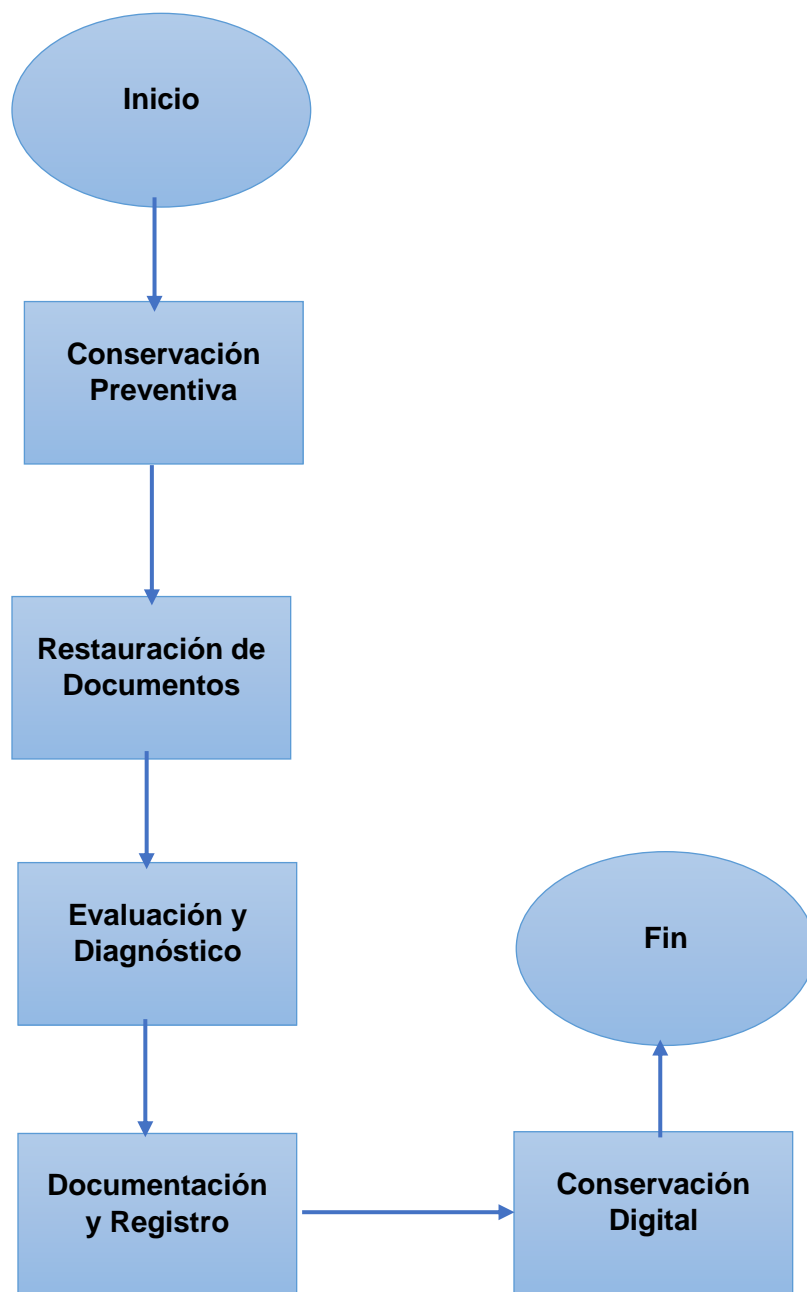 Inicio
Conservación
Preventiva
Restauración de
Documentos
Evaluación y
Diagnóstico
Documentación
y Registro
Conservación
Digital
Fin